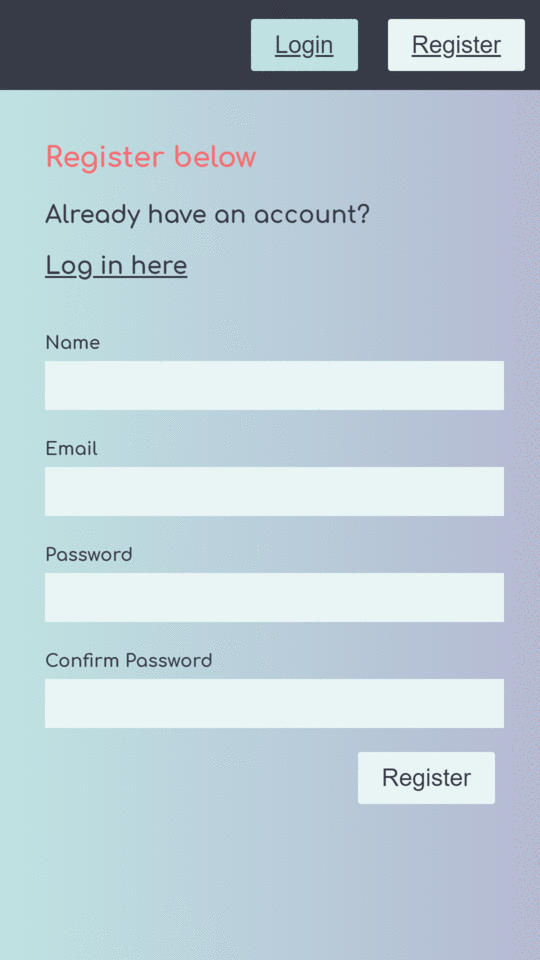 Login Register
Register below
Already have an account?
Log in here
Name
Email
Password
Confirm Password
Register